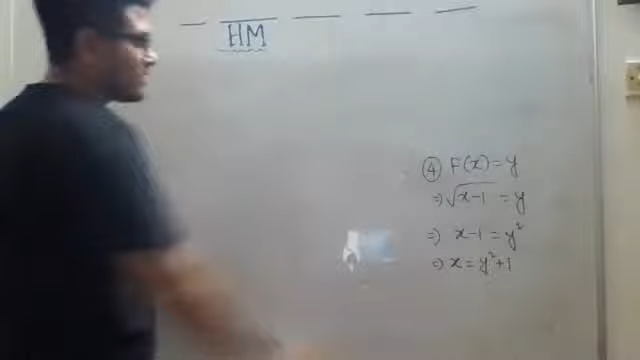 HM
④ F(x) = y
⇒ √x-1 = y
⇒ x-1 = y²
⇒ x = y²+1